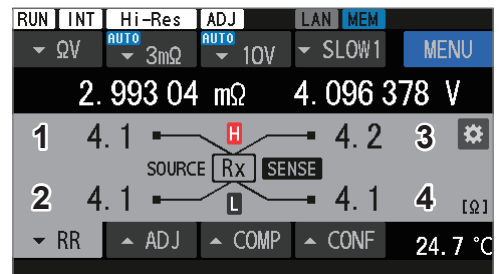 RUN INT Hi-Res ADJ LAN MEM
ΩV AUTO 3mΩ AUTO 10V SLOW1 MENU
2.993 04 mΩ 4.096 378 V
1 4.1 H 4.2 3
SOURCE Rx SENSE
2 4.1 L 4.1 4 [Ω]
RR ADJ COMP CONF 24.7 °C